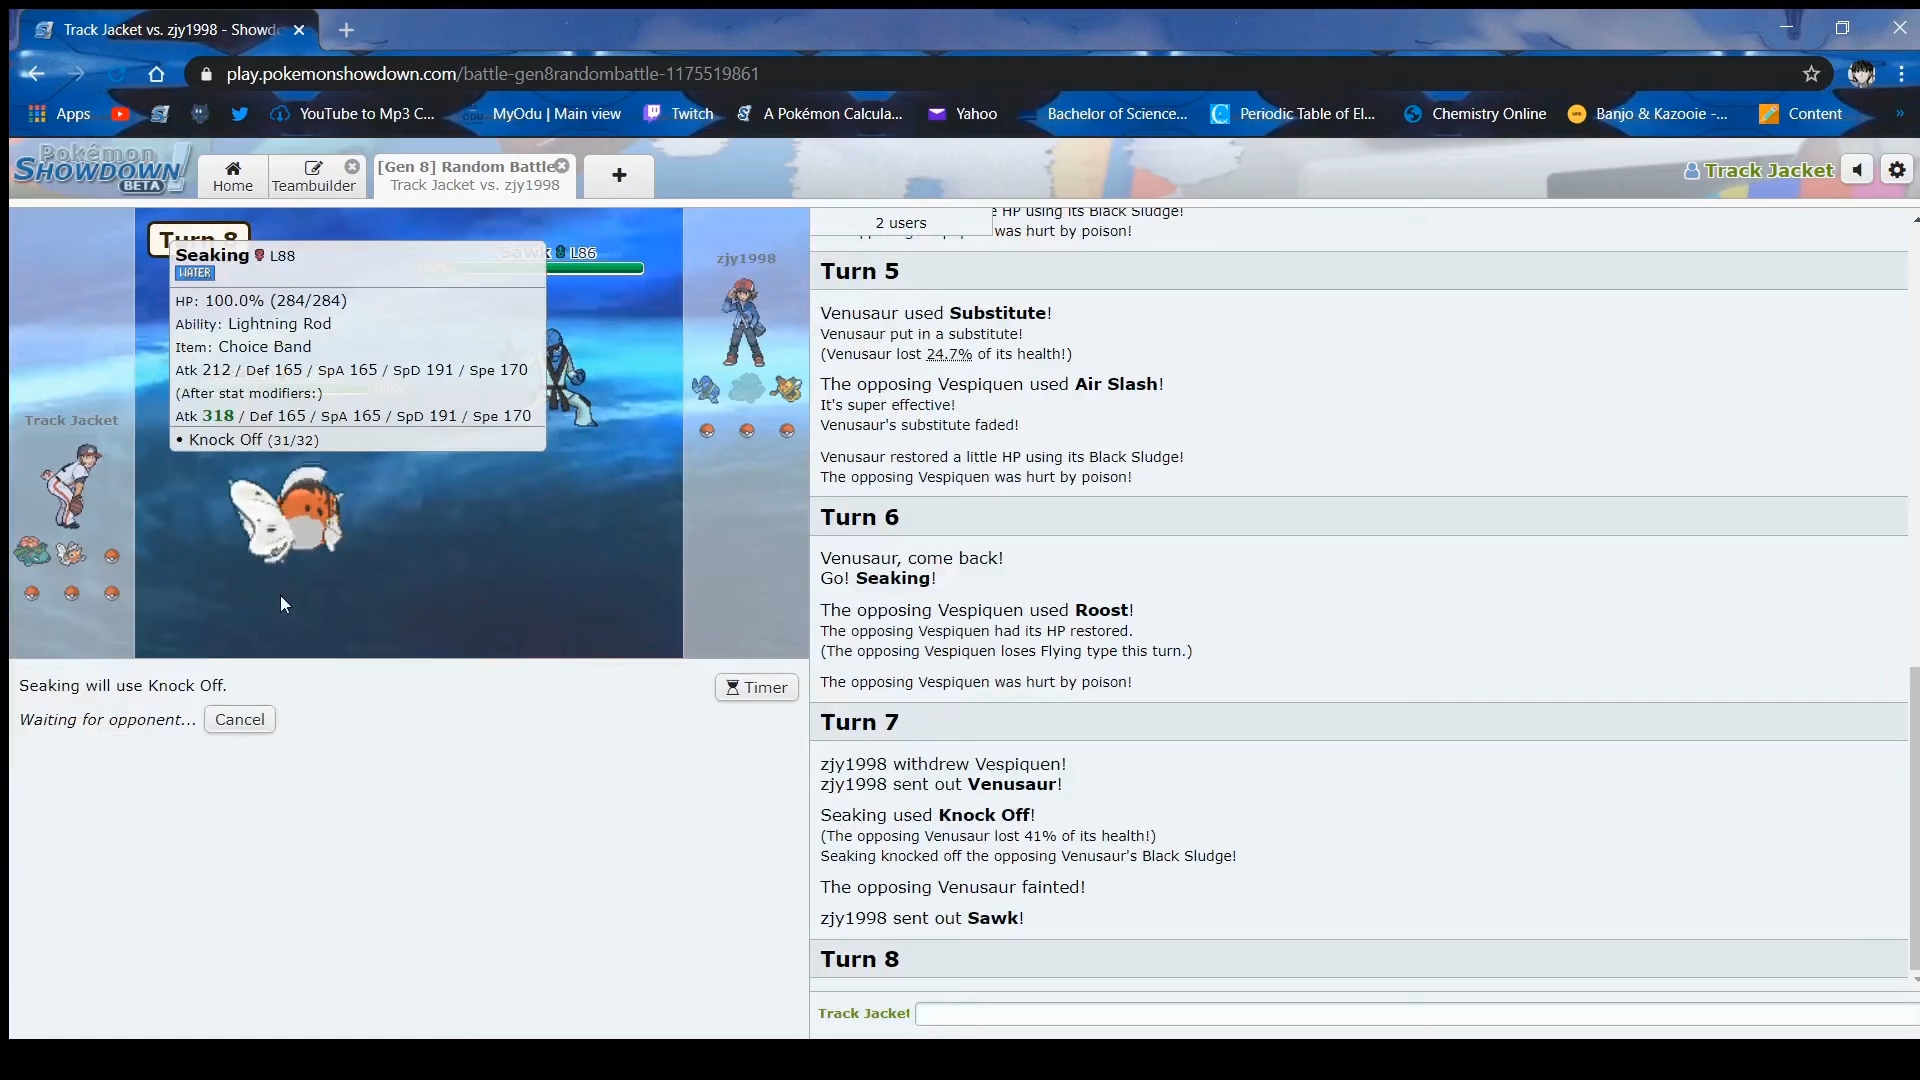 Track Jacket vs. zjy1998 - Showd
play.pokemonshowdown.com/battle-gen8randombattle-1175519861
Apps
YouTube to Mp3 C...
MyOdu | Main view
Twitch
A Pokémon Calcula...
Yahoo
Bachelor of Science...
Periodic Table of El...
Chemistry Online
Banjo & Kazooie -...
Content
»
Pokémon
SHOWDOWN!
BETA
Home
Teambuilder
[Gen 8] Random Battle
Track Jacket vs. zjy1998
+
Track Jacket
Turn 8
Sawk L86
Seaking L88
WATER
HP: 100.0% (284/284)
Ability: Lightning Rod
Item: Choice Band
Atk 212 / Def 165 / SpA 165 / SpD 191 / Spe 170
(After stat modifiers:)
Atk 318 / Def 165 / SpA 165 / SpD 191 / Spe 170
• Knock Off (31/32)
Track Jacket
zjy1998
Seaking will use Knock Off.
Timer
Waiting for opponent...
Cancel
2 users
HP using its Black Sludge!
was hurt by poison!
Turn 5
Venusaur used Substitute!
Venusaur put in a substitute!
(Venusaur lost 24.7% of its health!)
The opposing Vespiquen used Air Slash!
It's super effective!
Venusaur's substitute faded!
Venusaur restored a little HP using its Black Sludge!
The opposing Vespiquen was hurt by poison!
Turn 6
Venusaur, come back!
Go! Seaking!
The opposing Vespiquen used Roost!
The opposing Vespiquen had its HP restored.
(The opposing Vespiquen loses Flying type this turn.)
The opposing Vespiquen was hurt by poison!
Turn 7
zjy1998 withdrew Vespiquen!
zjy1998 sent out Venusaur!
Seaking used Knock Off!
(The opposing Venusaur lost 41% of its health!)
Seaking knocked off the opposing Venusaur's Black Sludge!
The opposing Venusaur fainted!
zjy1998 sent out Sawk!
Turn 8
Track Jacket